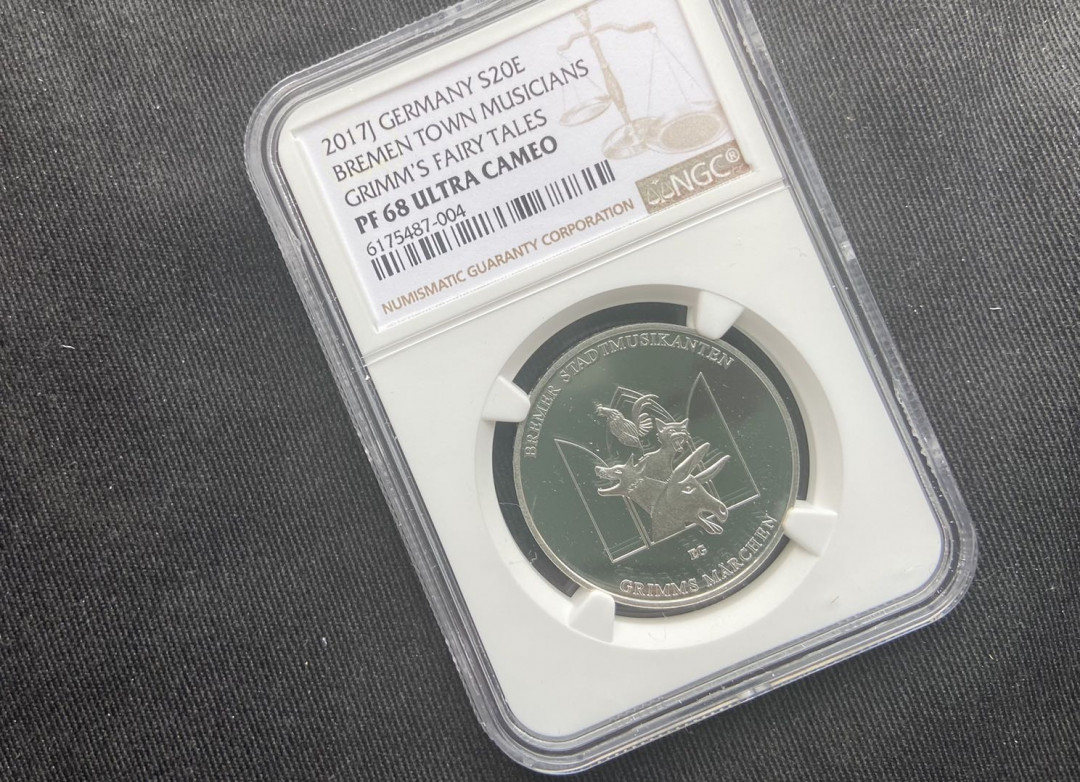 2017J GERMANY S20E
BREMEN TOWN MUSICIANS
GRIMM'S FAIRY TALES
PF 68 ULTRA CAMEO
6175487-004
NGC®
NUMISMATIC GUARANTY CORPORATION
BREMER STADTMUSIKANTEN
EG
GRIMMS MÄRCHEN